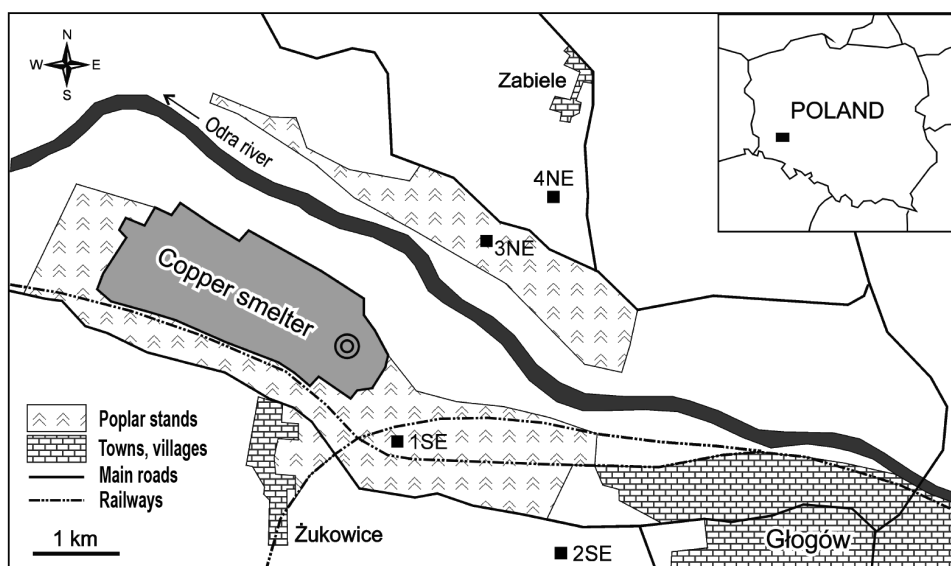 N
W E
S
Zabiele
POLAND
Odra river
4NE
3NE
Copper smelter
Poplar stands
Towns, villages
Main roads
Railways
1SE
1 km
Żukowice
2SE
Głogów